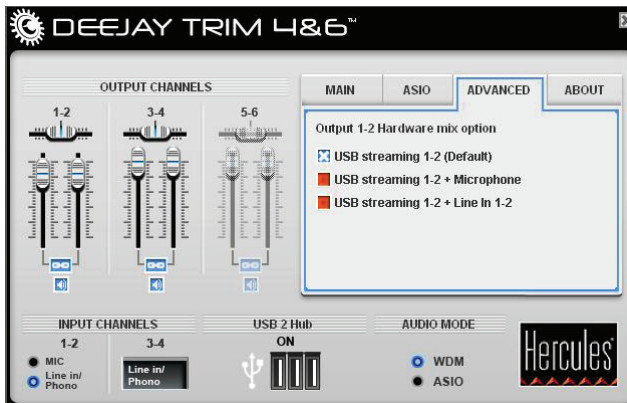 DEEJAY TRIM 4&6™
OUTPUT CHANNELS
1-2
3-4
5-6
MAIN
ASIO
ADVANCED
ABOUT
Output 1-2 Hardware mix option
USB streaming 1-2 (Default)
USB streaming 1-2 + Microphone
USB streaming 1-2 + Line In 1-2
INPUT CHANNELS
1-2
MIC
Line in/
Phono
3-4
Line in/
Phono
USB 2 Hub
ON
AUDIO MODE
WDM
ASIO
Hercules